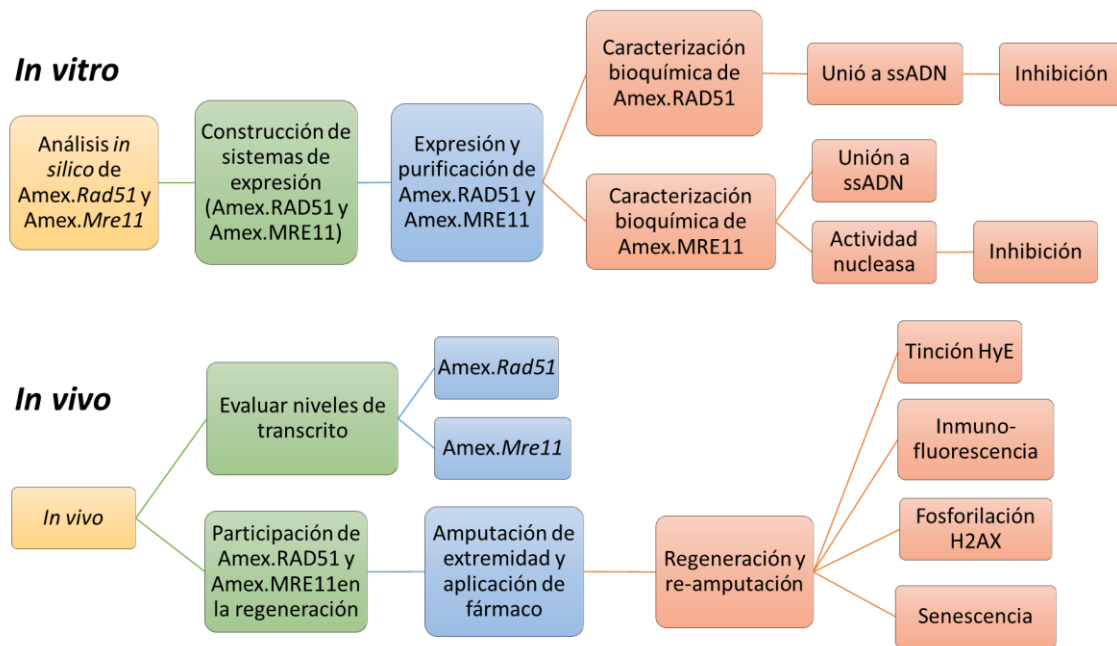 In vitro
Análisis in
silico de
Amex.Rad51 y
Amex.Mre11
Construcción de
sistemas de
expresión
(Amex.RAD51 y
Amex.MRE11)
Expresión y
purificación de
Amex.RAD51 y
Amex.MRE11
Caracterización
bioquímica de
Amex.RAD51
Unió a ssADN
Inhibición
Caracterización
bioquímica de
Amex.MRE11
Unión a
ssADN
Actividad
nucleasa
Inhibición
In vivo
In vivo
Evaluar niveles de
transcrito
Amex.Rad51
Amex.Mre11
Participación de
Amex.RAD51 y
Amex.MRE11en
la regeneración
Amputación de
extremidad y
aplicación de
fármaco
Regeneración y
re-amputación
Tinción HyE
Inmuno-
fluorescencia
Fosforilación
H2AX
Senescencia